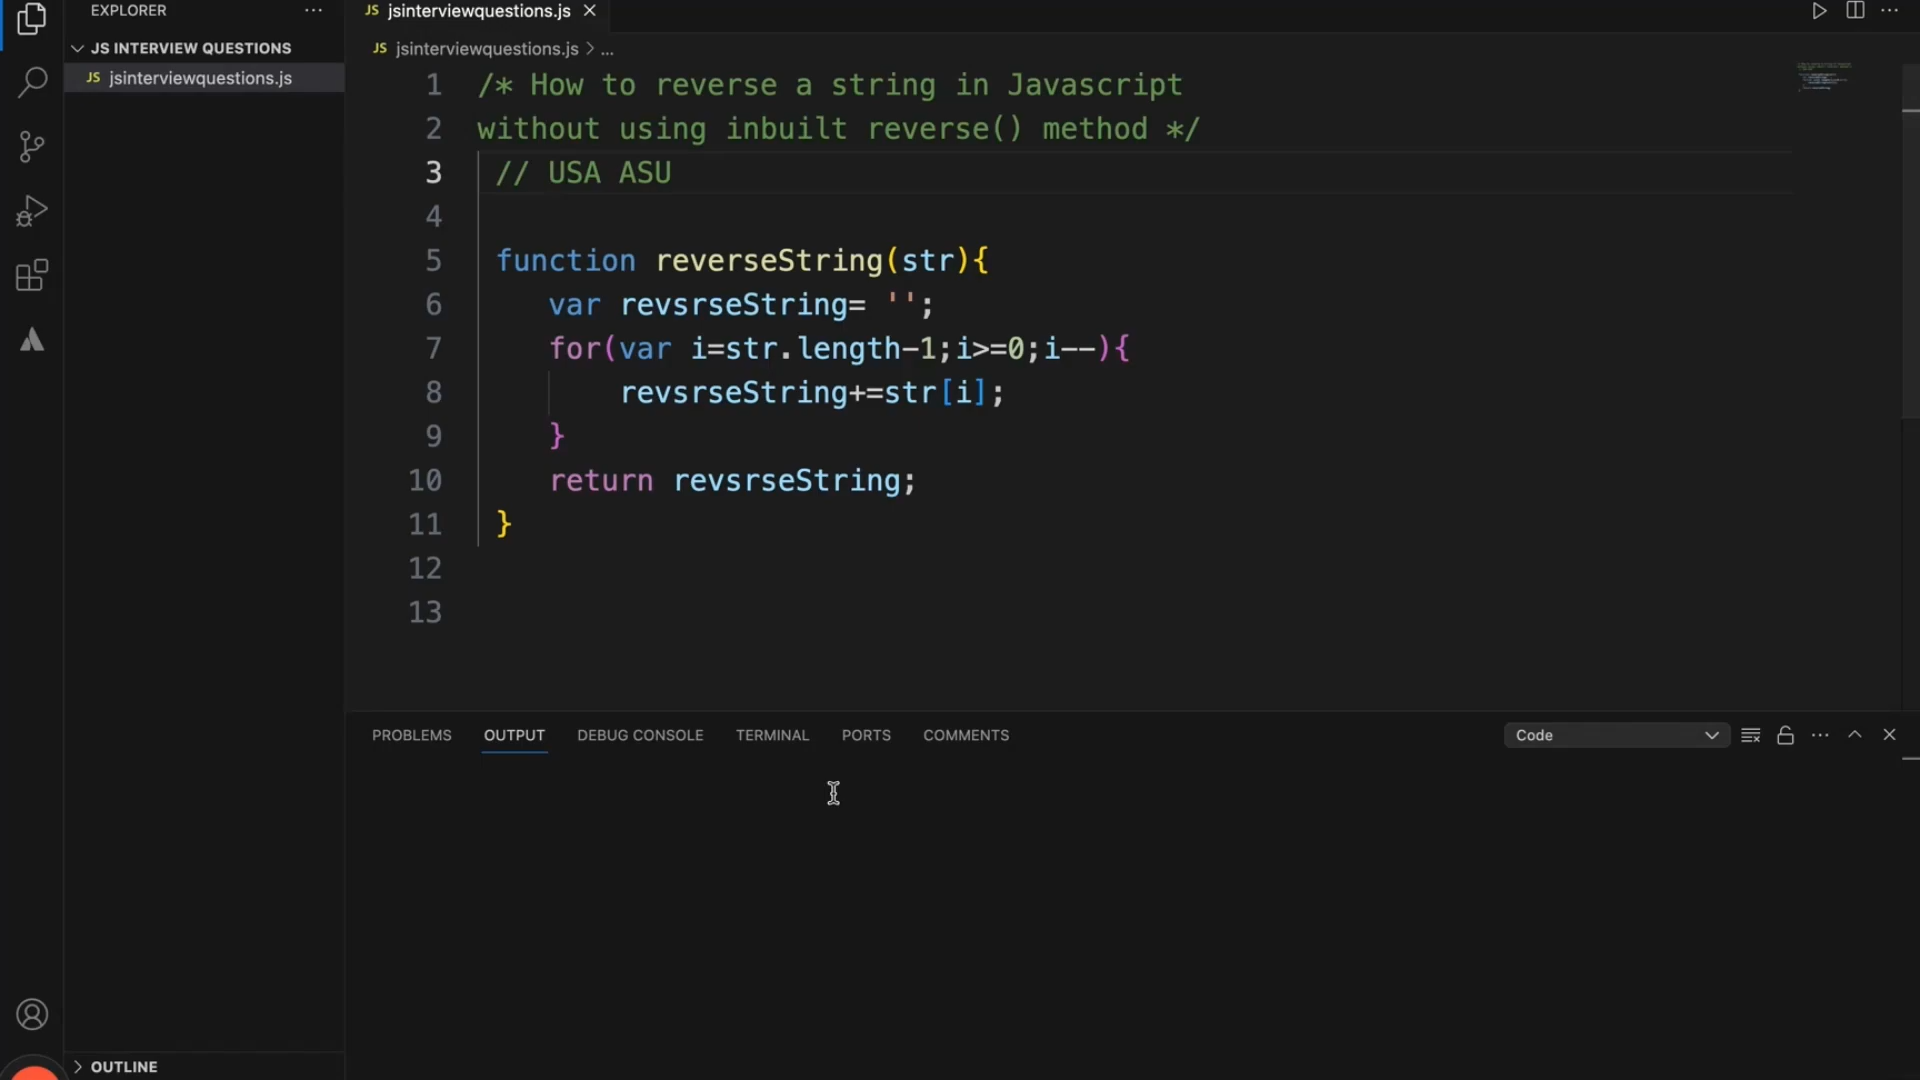 EXPLORER
JS INTERVIEW QUESTIONS
JS jsinterviewquestions.js
OUTLINE
JS jsinterviewquestions.js
JS jsinterviewquestions.js > ...
1 /* How to reverse a string in Javascript
2 without using inbuilt reverse() method */
3 // USA ASU
4
5 function reverseString(str){
6 var revsrseString= '';
7 for(var i=str.length-1;i>=0;i--){
8 revsrseString+=str[i];
9 }
10 return revsrseString;
11 }
12
13
PROBLEMS OUTPUT DEBUG CONSOLE TERMINAL PORTS COMMENTS Code